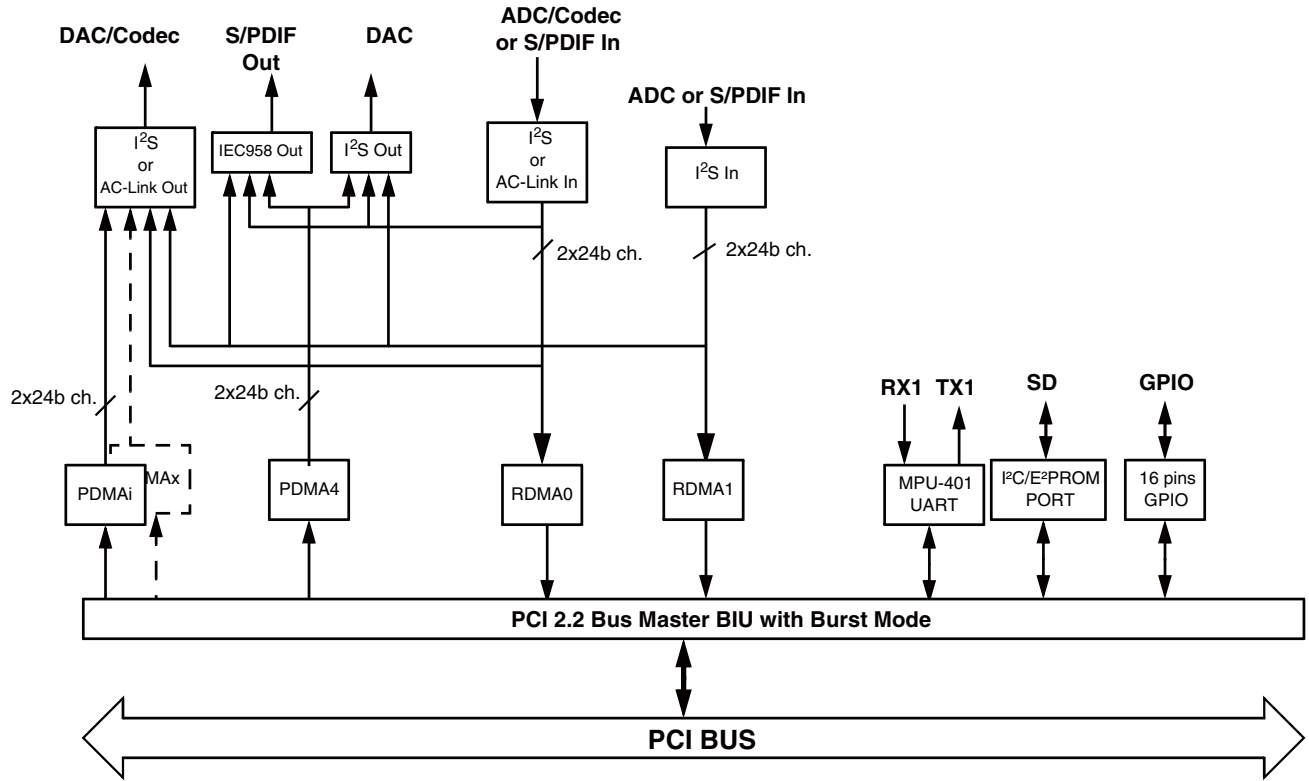 DAC/Codec
S/PDIF
Out
DAC
ADC/Codec
or S/PDIF In
ADC or S/PDIF In
I²S
or
AC-Link Out
IEC958 Out
I²S Out
I²S
or
AC-Link In
I²S In
2x24b ch.
2x24b ch.
2x24b ch.
2x24b ch.
RX1
TX1
SD
GPIO
PDMAi
MAx
PDMA4
RDMA0
RDMA1
MPU-401
UART
I²C/E²PROM
PORT
16 pins
GPIO
PCI 2.2 Bus Master BIU with Burst Mode
PCI BUS